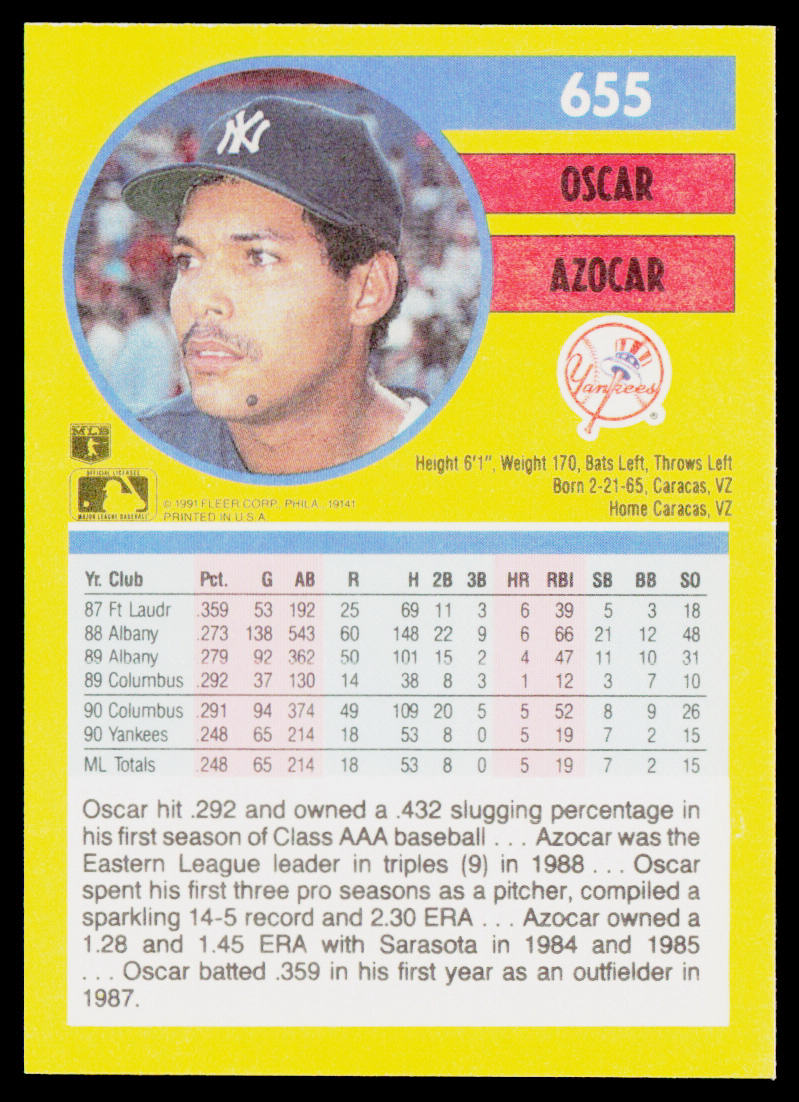 655
OSCAR
AZOCAR
NY
Yankees
MLB
OFFICIAL LICENSEE
MAJOR LEAGUE BASEBALL
Height 6'1", Weight 170, Bats Left, Throws Left
Born 2-21-65, Caracas, VZ
Home Caracas, VZ
© 1991 FLEER CORP., PHILA., 19141
PRINTED IN U.S.A.
Yr. Club Pct. G AB R H 2B 3B HR RBI SB BB SO
87 Ft Laudr .359 53 192 25 69 11 3 6 39 5 3 18
88 Albany .273 138 543 60 148 22 9 6 66 21 12 48
89 Albany .279 92 362 50 101 15 2 4 47 11 10 31
89 Columbus .292 37 130 14 38 8 3 1 12 3 7 10
90 Columbus .291 94 374 49 109 20 5 5 52 8 9 26
90 Yankees .248 65 214 18 53 8 0 5 19 7 2 15
ML Totals .248 65 214 18 53 8 0 5 19 7 2 15
Oscar hit .292 and owned a .432 slugging percentage in
his first season of Class AAA baseball . . . Azocar was the
Eastern League leader in triples (9) in 1988 . . . Oscar
spent his first three pro seasons as a pitcher, compiled a
sparkling 14-5 record and 2.30 ERA . . . Azocar owned a
1.28 and 1.45 ERA with Sarasota in 1984 and 1985
. . . Oscar batted .359 in his first year as an outfielder in
1987.